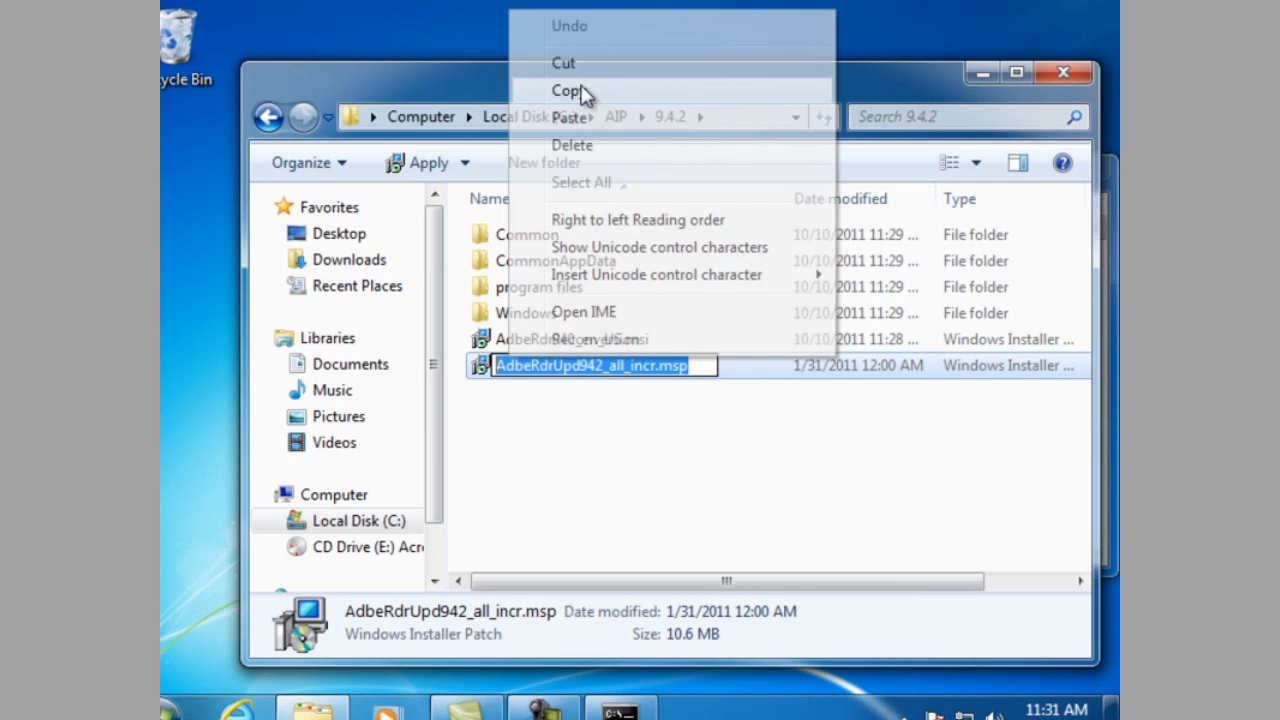 Undo
Cut
Copy
Paste
Delete
Select All
Right to left Reading order
Show Unicode control characters
Insert Unicode control character
Open IME
ycle Bin
Computer
Local Disk
AIP
9.4.2
Search 9.4.2
Organize
Apply
New folder
Name
Date modified
Type
Common
10/10/2011 11:29 ...
File folder
CommonAppData
10/10/2011 11:29 ...
File folder
program files
10/10/2011 11:29 ...
File folder
Windows
10/10/2011 11:29 ...
File folder
10/10/2011 11:28 ...
Windows Installer ...
AdbeRdrUpd942_all_incr.msp
1/31/2011 12:00 AM
Windows Installer ...
Favorites
Desktop
Downloads
Recent Places
Libraries
Documents
Music
Pictures
Videos
Computer
Local Disk (C:)
CD Drive (E:) Acr
AdbeRdrUpd942_all_incr.msp Date modified: 1/31/2011 12:00 AM
Windows Installer Patch Size: 10.6 MB
C:\
11:31 AM